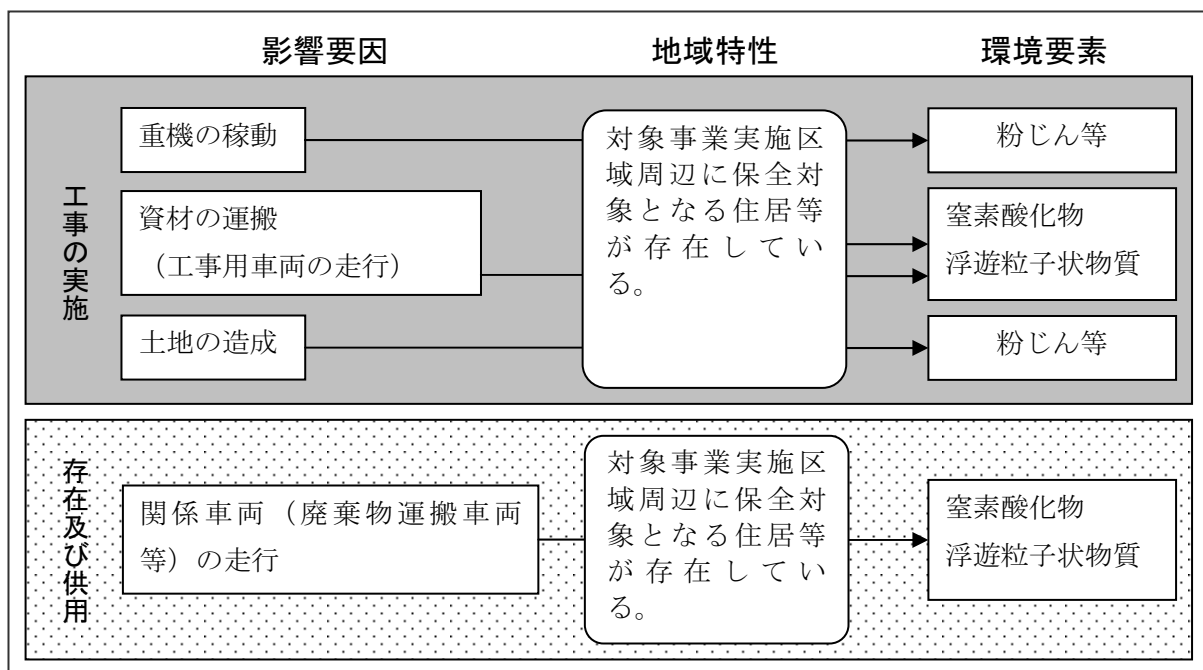 影響要因 地域特性 環境要素
工事の実施
重機の稼動
資材の運搬
（工事用車両の走行）
土地の造成
対象事業実施区
域周辺に保全対
象となる住居等
が存在してい
る。
粉じん等
窒素酸化物
浮遊粒子状物質
粉じん等
存在及び供用
関係車両（廃棄物運搬車両
等）の走行
対象事業実施区
域周辺に保全対
象となる住居等
が存在してい
る。
窒素酸化物
浮遊粒子状物質